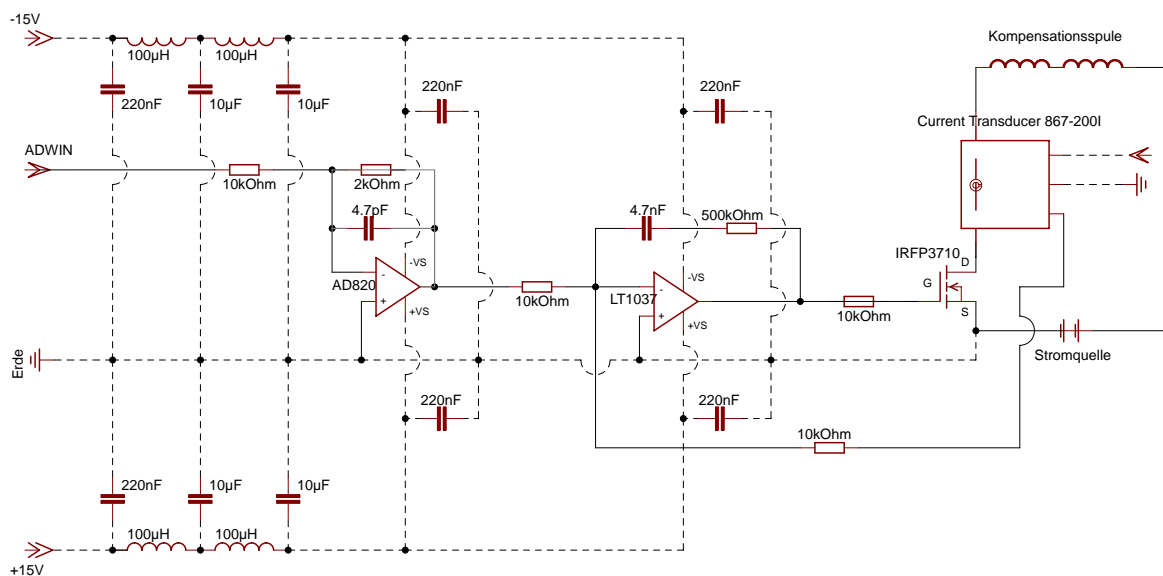 -15V
100µH
100µH
Kompensationsspule
220nF
10µF
10µF
220nF
220nF
Current Transducer 867-200I
ADWIN
10kOhm
2kOhm
4.7pF
4.7nF
500kOhm
IRFP3710
D
G
S
-VS
AD820
-
+
+VS
10kOhm
-VS
LT1037
-
+
+VS
10kOhm
Erde
Stromquelle
220nF
220nF
10kOhm
220nF
10µF
10µF
100µH
100µH
+15V